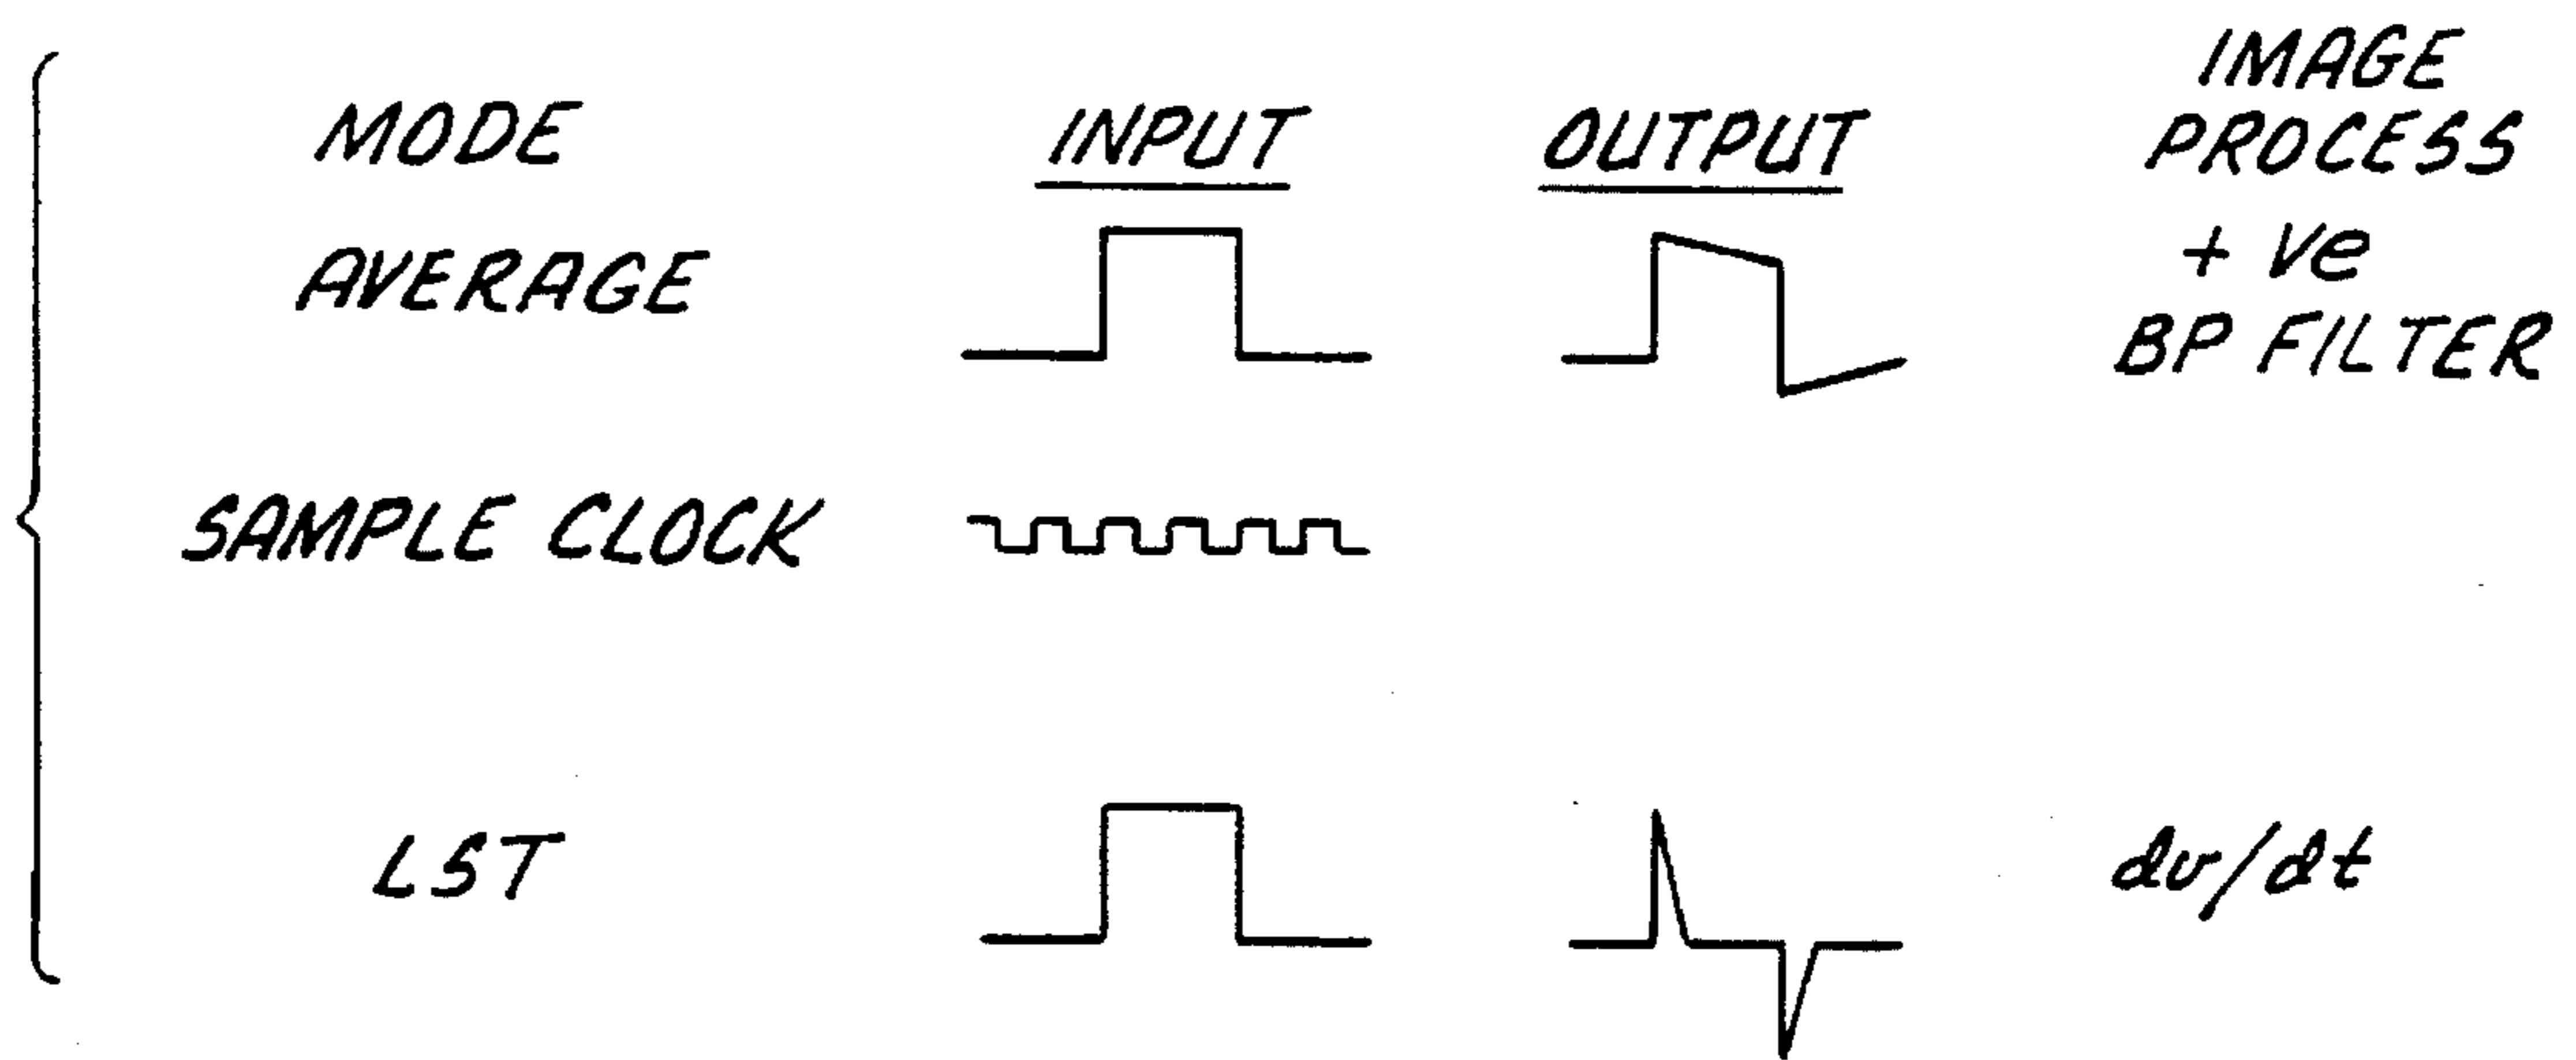 MODE INPUT OUTPUT IMAGE PROCESS
AVERAGE + ve BP FILTER
SAMPLE CLOCK
LST dv/dt